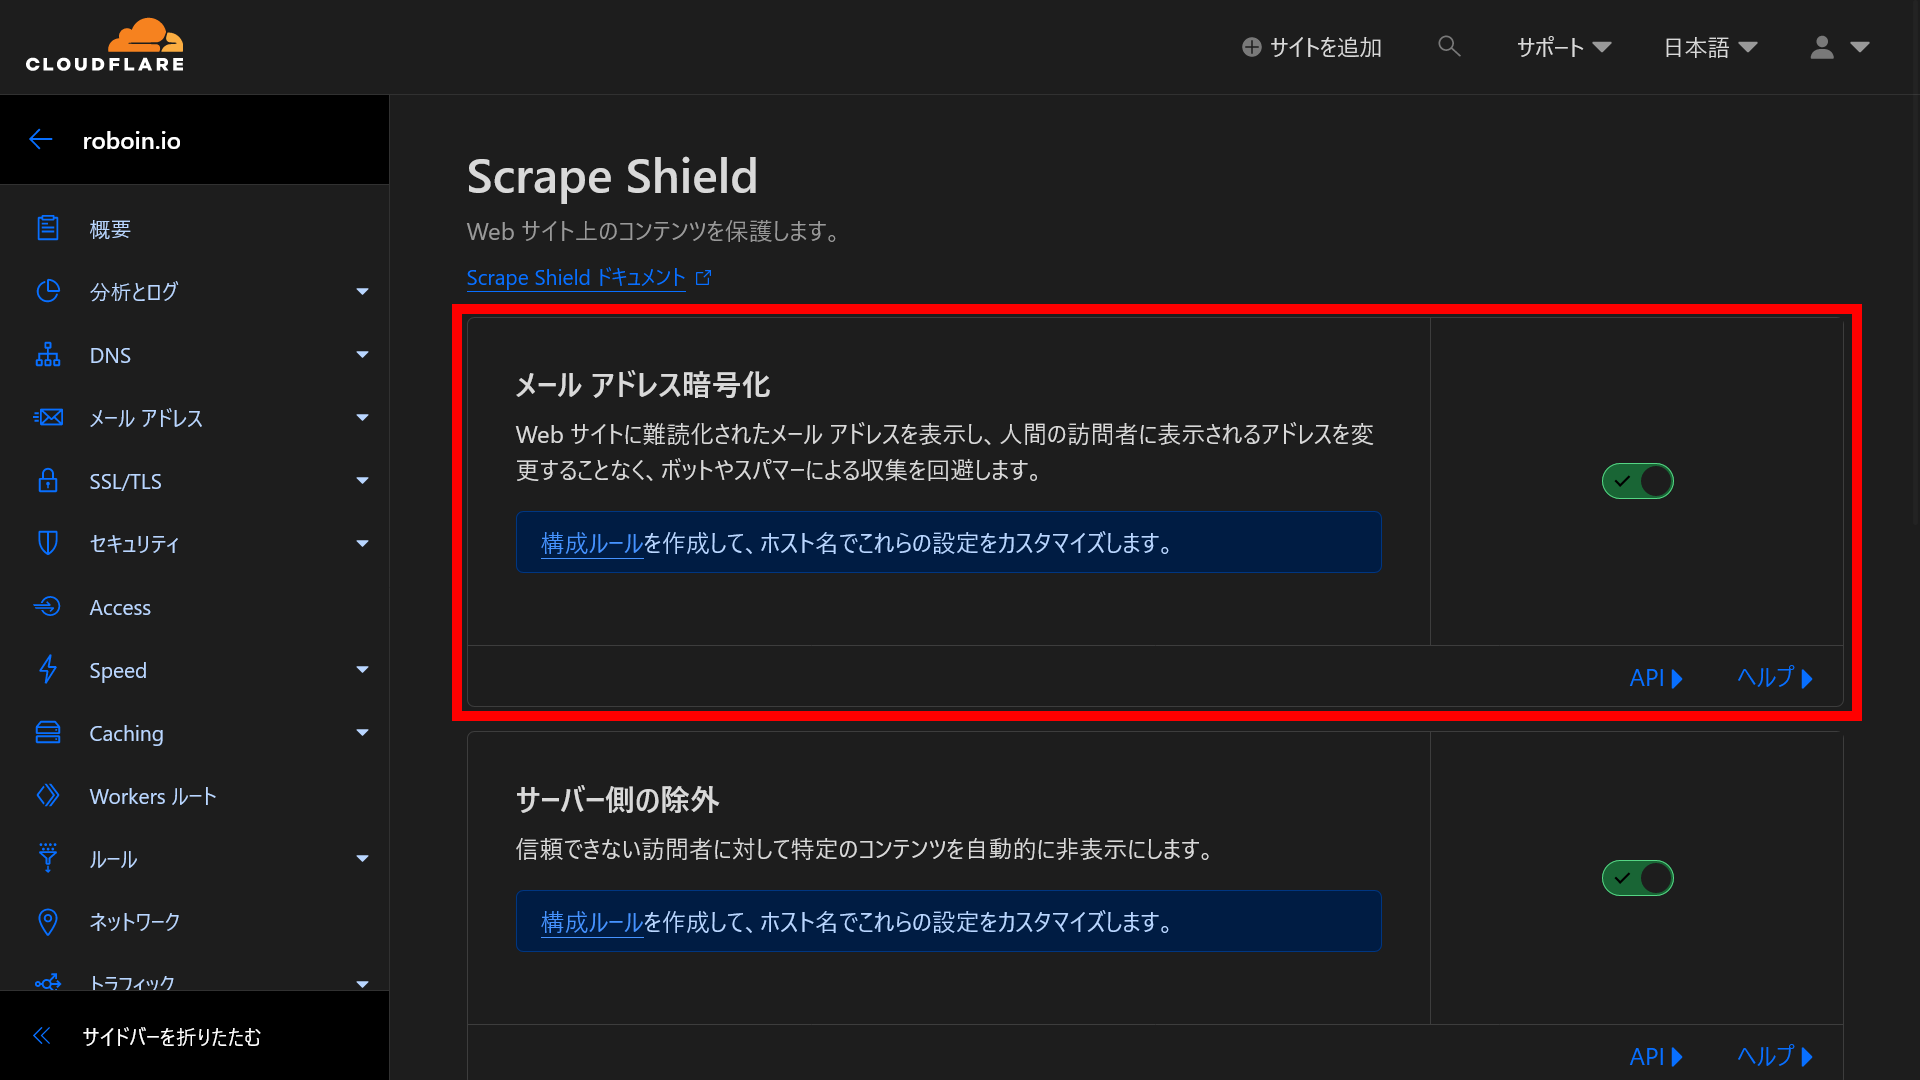 CLOUDFLARE
サイトを追加
サポート
日本語
roboin.io
概要
分析とログ
DNS
メール アドレス
SSL/TLS
セキュリティ
Access
Speed
Caching
Workers ルート
ルール
ネットワーク
トラフィック
サイドバーを折りたたむ
Scrape Shield
Web サイト上のコンテンツを保護します。
Scrape Shield ドキュメント
メール アドレス暗号化
Web サイトに難読化されたメール アドレスを表示し、人間の訪問者に表示されるアドレスを変
更することなく、ボットやスパマーによる収集を回避します。
構成ルールを作成して、ホスト名でこれらの設定をカスタマイズします。
API
ヘルプ
サーバー側の除外
信頼できない訪問者に対して特定のコンテンツを自動的に非表示にします。
構成ルールを作成して、ホスト名でこれらの設定をカスタマイズします。
API
ヘルプ